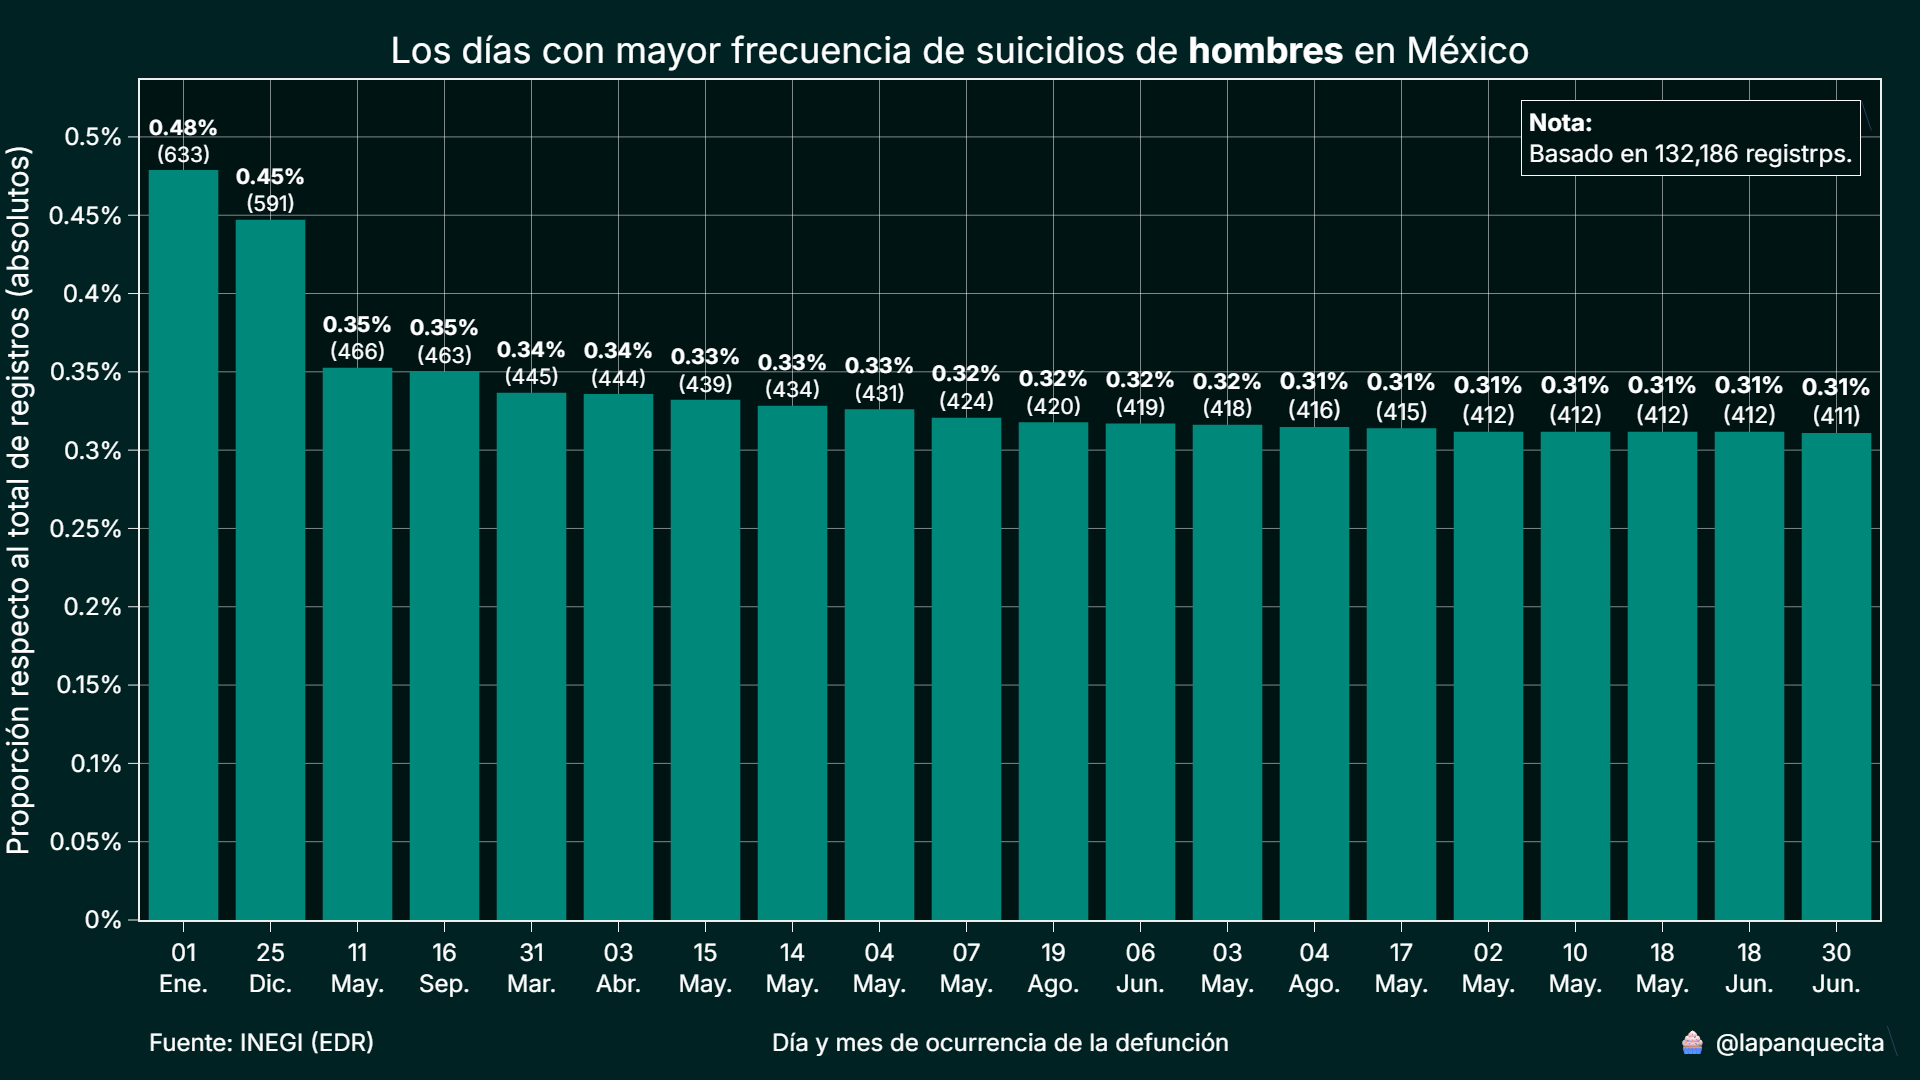 Los días con mayor frecuencia de suicidios de hombres en México
Nota:
Basado en 132,186 registrps.
Proporción respecto al total de registros (absolutos)
0.5%
0.45%
0.4%
0.35%
0.3%
0.25%
0.2%
0.15%
0.1%
0.05%
0%
0.48%
(633)
0.45%
(591)
0.35%
(466)
0.35%
(463)
0.34%
(445)
0.34%
(444)
0.33%
(439)
0.33%
(434)
0.33%
(431)
0.32%
(424)
0.32%
(420)
0.32%
(419)
0.32%
(418)
0.31%
(416)
0.31%
(415)
0.31%
(412)
0.31%
(412)
0.31%
(412)
0.31%
(412)
0.31%
(411)
01
Ene.
25
Dic.
11
May.
16
Sep.
31
Mar.
03
Abr.
15
May.
14
May.
04
May.
07
May.
19
Ago.
06
Jun.
03
May.
04
Ago.
17
May.
02
May.
10
May.
18
May.
18
Jun.
30
Jun.
Fuente: INEGI (EDR)
Día y mes de ocurrencia de la defunción
@lapanquecita